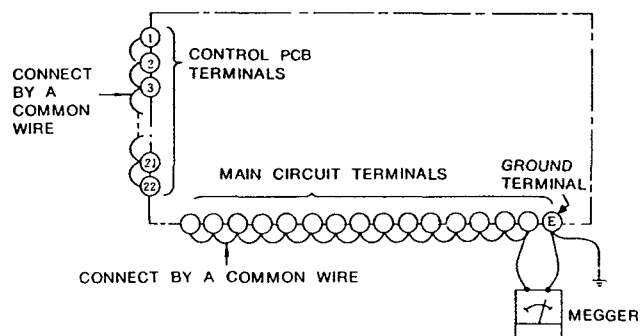 1
2
3
21
22
CONTROL PCB
TERMINALS
CONNECT
BY A
COMMON
WIRE
MAIN CIRCUIT TERMINALS
GROUND
TERMINAL
E
CONNECT BY A COMMON WIRE
MEGGER